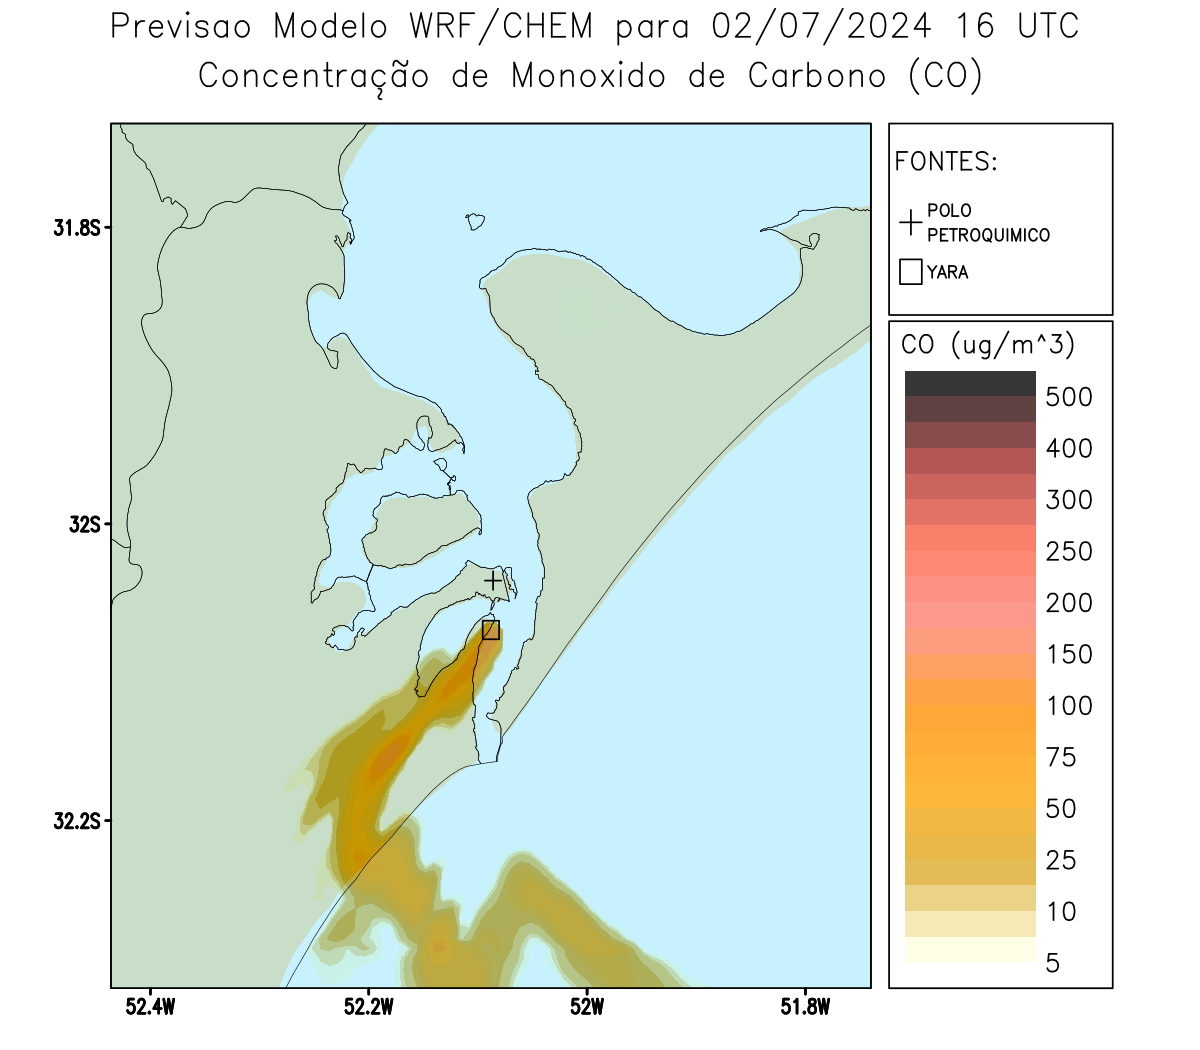 Previsao Modelo WRF/CHEM para 02/07/2024 16 UTC
Concentração de Monoxido de Carbono (CO)
FONTES:
POLO
PETROQUIMICO
YARA
CO (ug/m^3)
500
400
300
250
200
150
100
75
50
25
10
5
31.8S
32S
32.2S
52.4W
52.2W
52W
51.8W